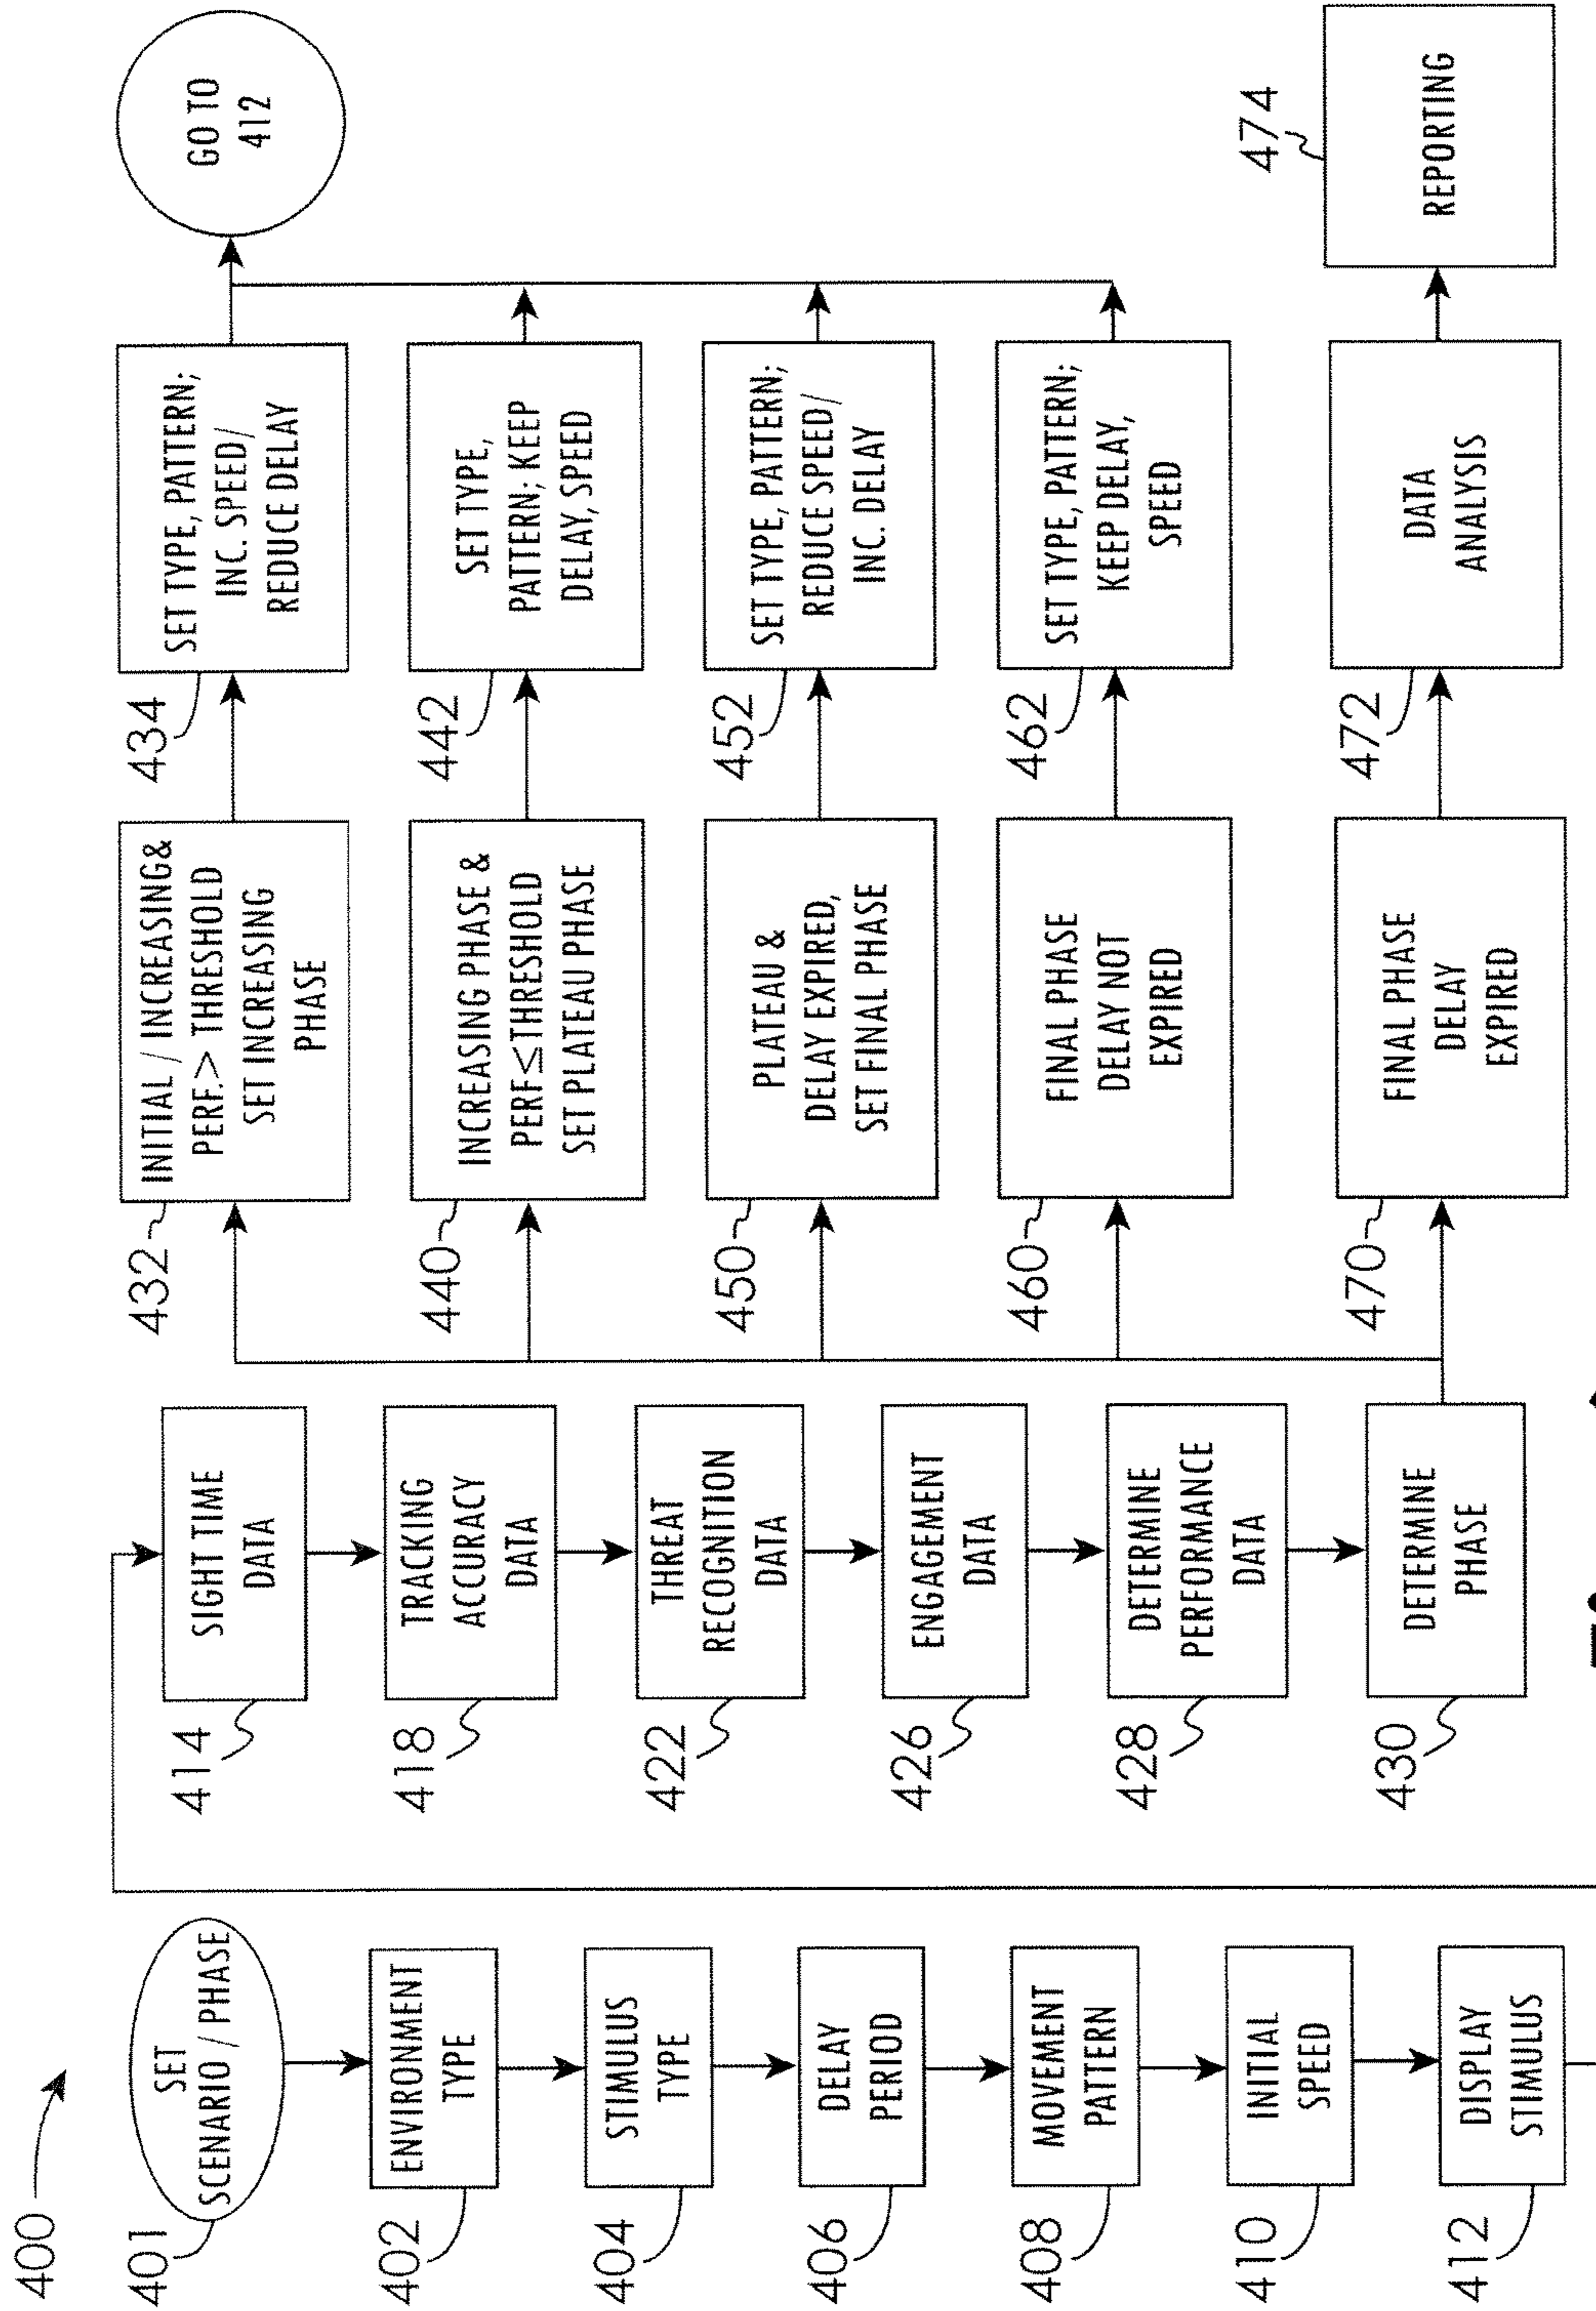 400
401
SET
SCENARIO / PHASE
402
ENVIRONMENT
TYPE
404
STIMULUS
TYPE
406
DELAY
PERIOD
408
MOVEMENT
PATTERN
410
INITIAL
SPEED
412
DISPLAY
STIMULUS
414
SIGHT TIME
DATA
418
TRACKING
ACCURACY
DATA
422
THREAT
RECOGNITION
DATA
426
ENGAGEMENT
DATA
428
DETERMINE
PERFORMANCE
DATA
430
DETERMINE
PHASE
432
INITIAL / INCREASING&
PERF.> THRESHOLD
SET INCREASING
PHASE
434
SET TYPE, PATTERN;
INC. SPEED/
REDUCE DELAY
440
INCREASING PHASE &
PERF≤THRESHOLD
SET PLATEAU PHASE
442
SET TYPE,
PATTERN; KEEP
DELAY, SPEED
450
PLATEAU &
DELAY EXPIRED,
SET FINAL PHASE
452
SET TYPE, PATTERN;
REDUCE SPEED/
INC. DELAY
460
FINAL PHASE
DELAY NOT
EXPIRED
462
SET TYPE, PATTERN;
KEEP DELAY,
SPEED
470
FINAL PHASE
DELAY
EXPIRED
472
DATA
ANALYSIS
474
REPORTING
GO TO
412